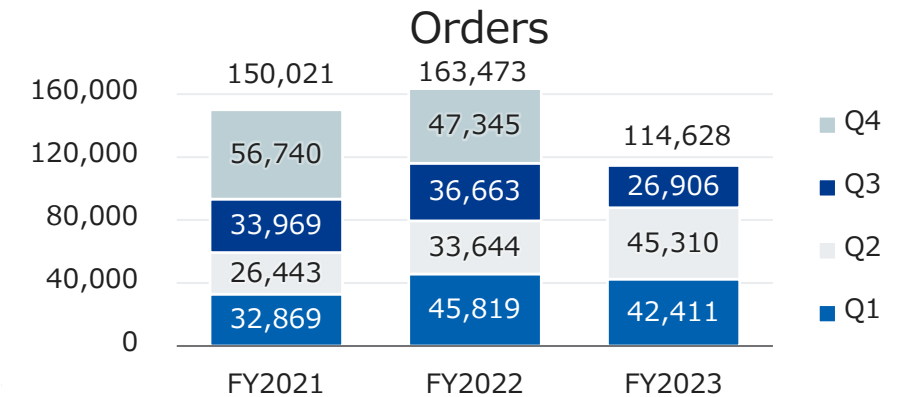 Orders
160,000
120,000
80,000
40,000
0
150,021
163,473
114,628
56,740
47,345
33,969
36,663
26,906
26,443
33,644
45,310
32,869
45,819
42,411
FY2021
FY2022
FY2023
Q4
Q3
Q2
Q1